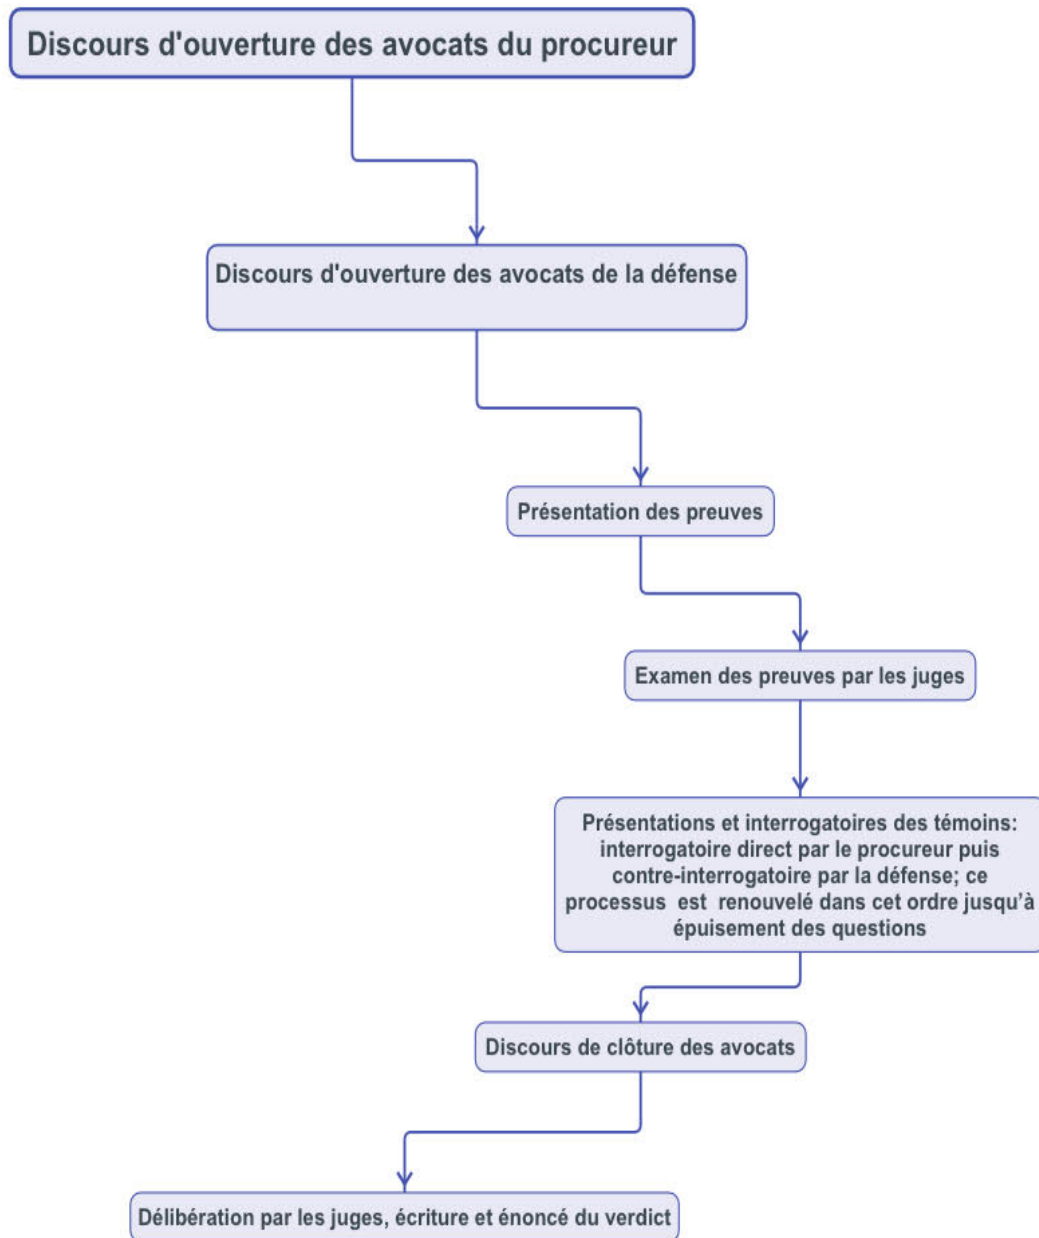 Discours d'ouverture des avocats du procureur
Discours d'ouverture des avocats de la défense
Présentation des preuves
Examen des preuves par les juges
Présentations et interrogatoires des témoins:
interrogatoire direct par le procureur puis
contre-interrogatoire par la défense; ce
processus est renouvelé dans cet ordre jusqu'à
épuisement des questions
Discours de clôture des avocats
Délibération par les juges, écriture et énoncé du verdict